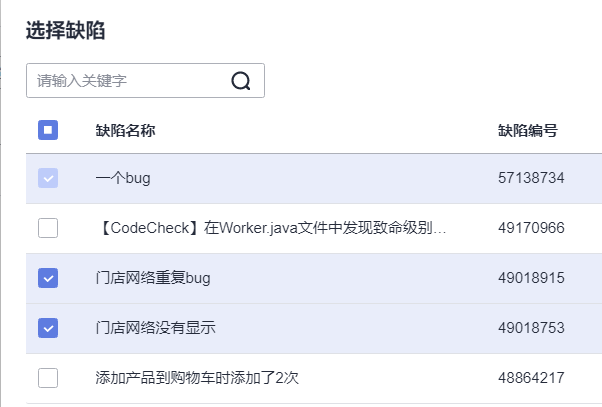 选择缺陷
请输入关键字
缺陷名称 缺陷编号
一个bug 57138734
【CodeCheck】在Worker.java文件中发现致命级别... 49170966
门店网络重复bug 49018915
门店网络没有显示 49018753
添加产品到购物车时添加了2次 48864217